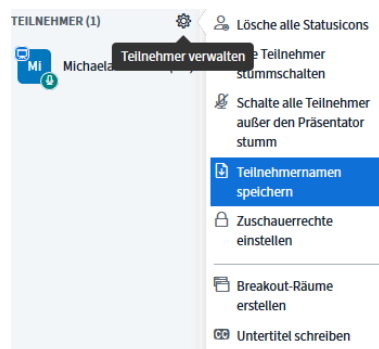 TEILNEHMER (1)
Teilnehmer verwalten
Mi
Michaela
Lösche alle Statusicons
Teilnehmer
stummschalten
Schalte alle Teilnehmer
außer den Präsentator
stumm
Teilnehmernamen
speichern
Zuschauerrechte
einstellen
Breakout-Räume
erstellen
CC Untertitel schreiben